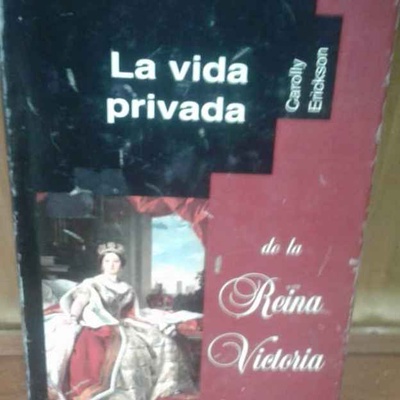 La vida
privada
Carolly
Erickson
de la
Reina
Victoria